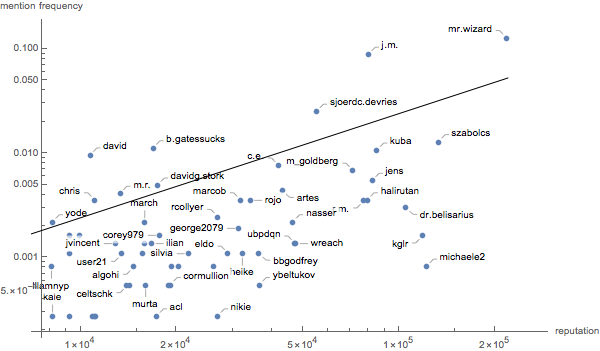 mention frequency
mr.wizard
j.m.
0.100
0.050
sjoerdc.devries
szabolcs
b.gatessucks
kuba
david
0.010
c.e.
m_goldberg
jens
davidg.stork
0.005
m.r.
chris
marcob
rojo
artes
halirutan
march
rcollyer
nasser
r.m.
dr.belisarius
yode
george2079
corey979
ubpdqn
jvincent
ilian
eldo
wreach
kglr
0.001
user21
silvia
bbgodfrey
michaele2
algohi
cormullion
heike
ybeltukov
5.×10
celtschk
kale
murta
acl
nikie
reputation
1×10⁴
2×10⁴
5×10⁴
1×10⁵
2×10⁵